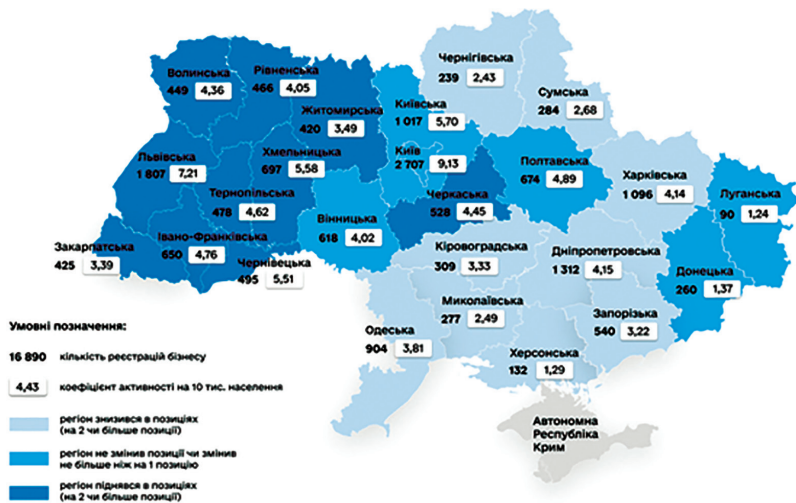 Чернігівська
239 2,43
Сумська
284 2,68
Волинська
449 4,36
Рівненська
466 4,05
Житомирська
420 3,49
Київська
1 017 5,70
Київ
2 707 9,13
Львівська
1 807 7,21
Хмельницька
697 5,58
Тернопільська
478 4,62
Полтавська
674 4,89
Харківська
1 096 4,14
Луганська
90 1,24
Черкаська
528 4,45
Вінницька
618 4,02
Закарпатська
425 3,39
Івано-Франківська
650 4,76
Чернівецька
495 5,51
Кіровоградська
309 3,33
Дніпропетровська
1 312 4,15
Донецька
260 1,37
Миколаївська
277 2,49
Запорізька
540 3,22
Одеська
904 3,81
Херсонська
132 1,29
Автономна
Республіка
Крим
Умовні позначення:
16 890 кількість реєстрацій бізнесу
4,43 коефіцієнт активності на 10 тис. населення
регіон знизився в позиціях
(на 2 чи більше позиції)
регіон не змінив позиції чи змінив
не більше ніж на 1 позицію
регіон піднявся в позиціях
(на 2 чи більше позиції)